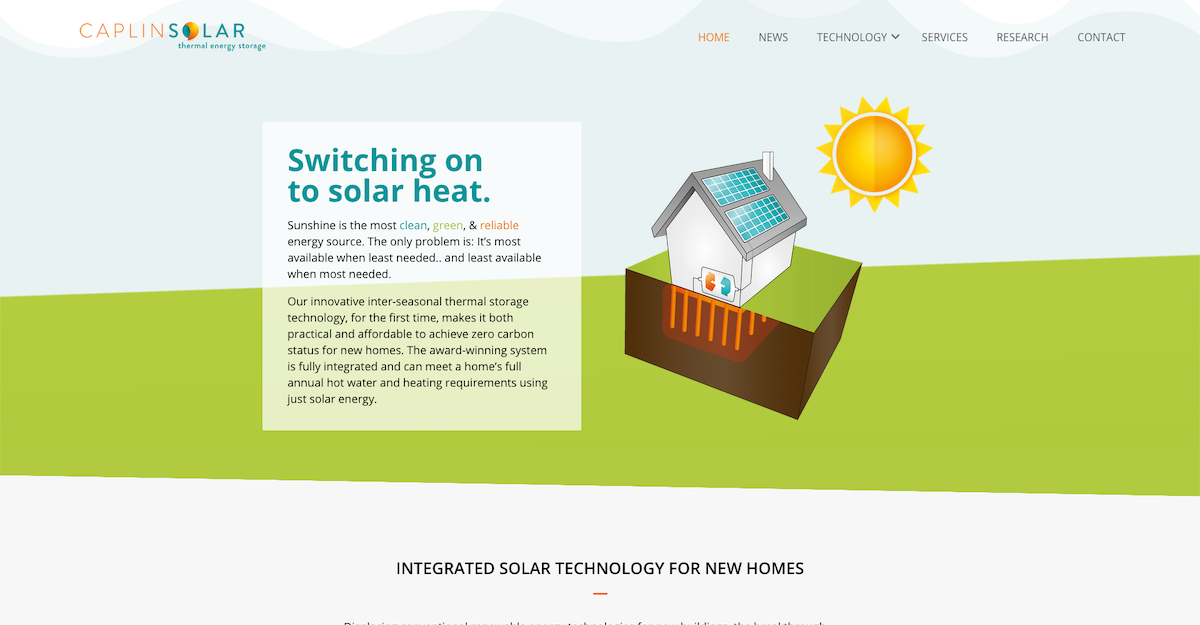 CAPLINSOLAR
thermal energy storage
HOME NEWS TECHNOLOGY SERVICES RESEARCH CONTACT
Switching on
to solar heat.
Sunshine is the most clean, green, & reliable
energy source. The only problem is: It's most
available when least needed.. and least available
when most needed.
Our innovative inter-seasonal thermal storage
technology, for the first time, makes it both
practical and affordable to achieve zero carbon
status for new homes. The award-winning system
is fully integrated and can meet a home's full
annual hot water and heating requirements using
just solar energy.
INTEGRATED SOLAR TECHNOLOGY FOR NEW HOMES